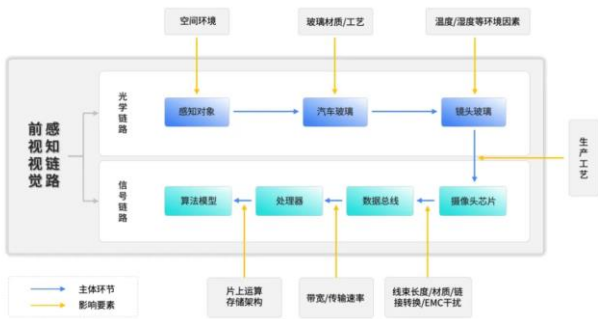 空间环境
玻璃材质/工艺
温度/湿度等环境因素
前视视觉
感知链路
光学链路
感知对象
汽车玻璃
镜头玻璃
生产工艺
信号链路
算法模型
处理器
数据总线
摄像头芯片
主体环节
影响要素
片上运算
存储架构
带宽/传输速率
线束长度/材质/链
接转换/EMC干扰